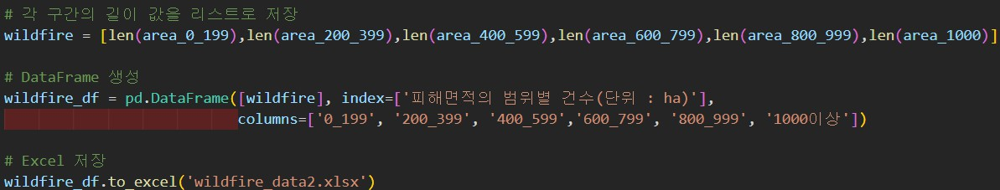 # 각 구간의 길이 값을 리스트로 저장
wildfire = [len(area_0_199),len(area_200_399),len(area_400_599),len(area_600_799),len(area_800_999),len(area_1000)]
# DataFrame 생성
wildfire_df = pd.DataFrame([wildfire], index=['피해면적의 범위별 건수(단위 : ha)'],
columns=['0_199', '200_399', '400_599','600_799', '800_999', '1000이상'])
# Excel 저장
wildfire_df.to_excel('wildfire_data2.xlsx')